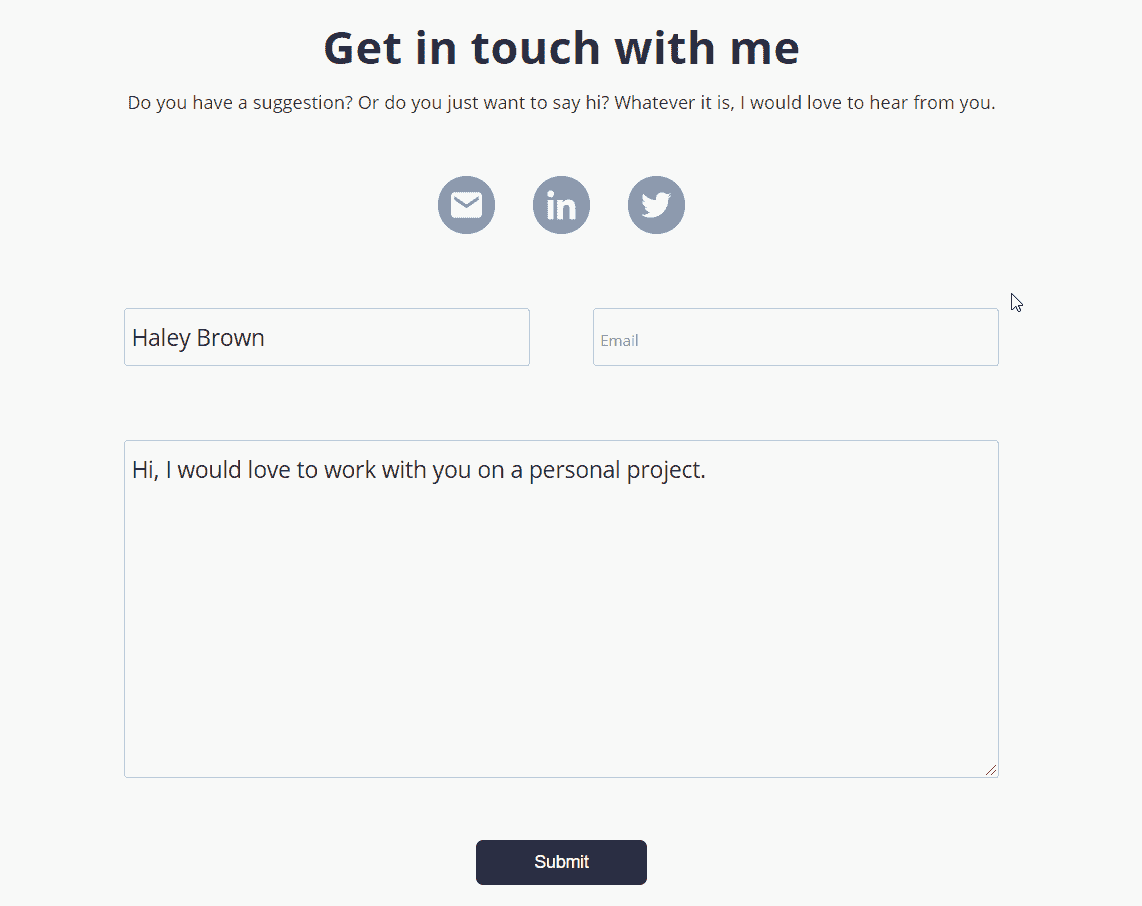 Get in touch with me
Do you have a suggestion? Or do you just want to say hi? Whatever it is, I would love to hear from you.
in
Haley Brown
Email
Hi, I would love to work with you on a personal project.
Submit